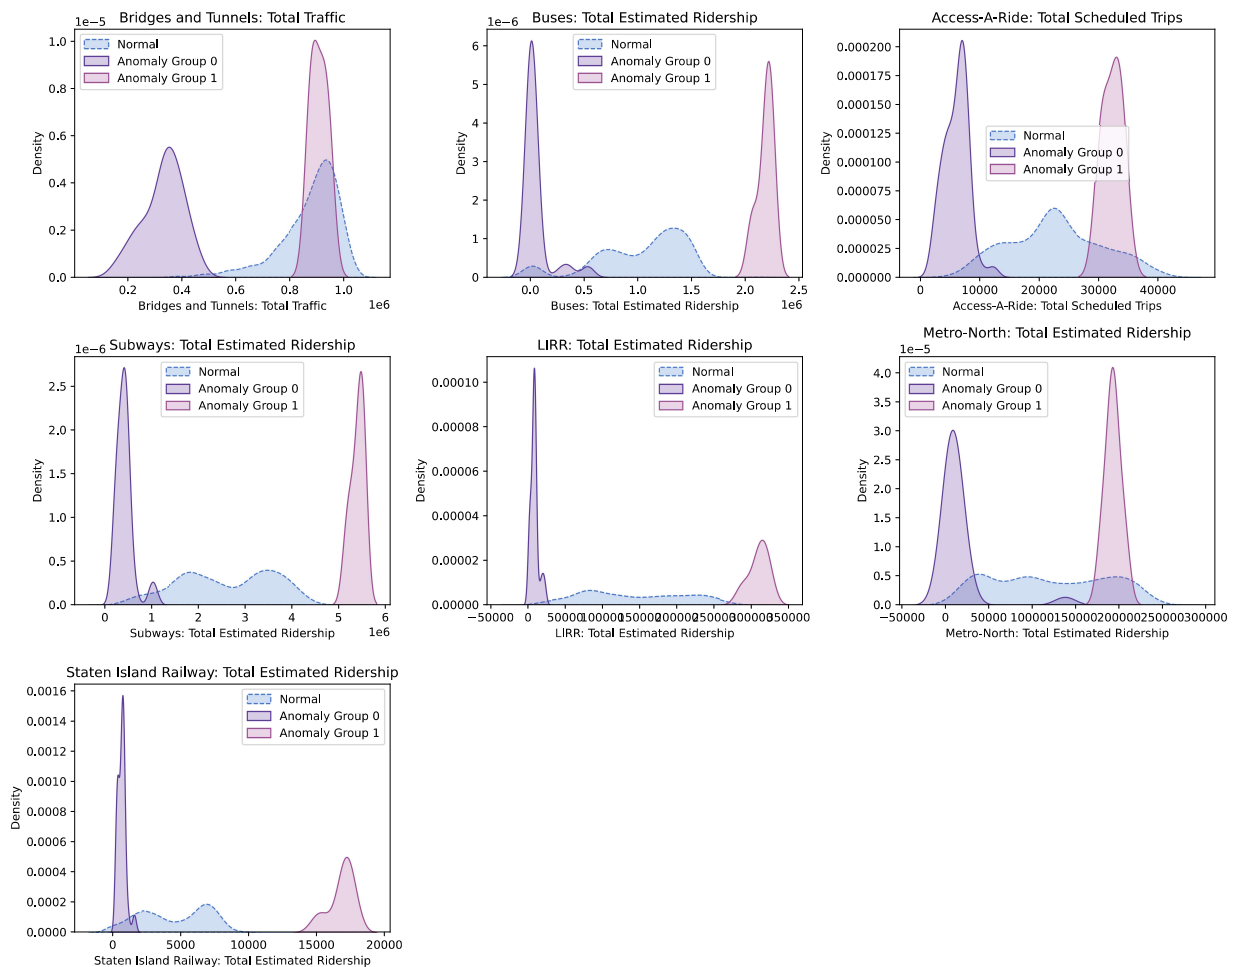 Bridges and Tunnels: Total Traffic
1e−5
1.0
0.8
0.6
0.4
0.2
0.0
Density
Normal
Anomaly Group 0
Anomaly Group 1
0.2
0.4
0.6
0.8
1.0
1e6
Bridges and Tunnels: Total Traffic
Buses: Total Estimated Ridership
1e−6
6
5
4
3
2
1
0
Density
Normal
Anomaly Group 0
Anomaly Group 1
0.0
0.5
1.0
1.5
2.0
2.5
1e6
Buses: Total Estimated Ridership
Access-A-Ride: Total Scheduled Trips
0.000200
0.000175
0.000150
0.000125
0.000100
0.000075
0.000050
0.000025
0.000000
Density
Normal
Anomaly Group 0
Anomaly Group 1
0
10000
20000
30000
40000
Access-A-Ride: Total Scheduled Trips
Subways: Total Estimated Ridership
1e−6
2.5
2.0
1.5
1.0
0.5
0.0
Density
Normal
Anomaly Group 0
Anomaly Group 1
0
1
2
3
4
5
6
1e6
Subways: Total Estimated Ridership
LIRR: Total Estimated Ridership
0.00010
0.00008
0.00006
0.00004
0.00002
0.00000
Density
Normal
Anomaly Group 0
Anomaly Group 1
−50000
0
50000
100000
150000
200000
250000
300000
350000
LIRR: Total Estimated Ridership
Metro-North: Total Estimated Ridership
1e−5
4.0
3.5
3.0
2.5
2.0
1.5
1.0
0.5
0.0
Density
Normal
Anomaly Group 0
Anomaly Group 1
−50000
0
50000
100000
150000
200000
250000
300000
Metro-North: Total Estimated Ridership
Staten Island Railway: Total Estimated Ridership
0.0016
0.0014
0.0012
0.0010
0.0008
0.0006
0.0004
0.0002
0.0000
Density
Normal
Anomaly Group 0
Anomaly Group 1
0
5000
10000
15000
20000
Staten Island Railway: Total Estimated Ridership